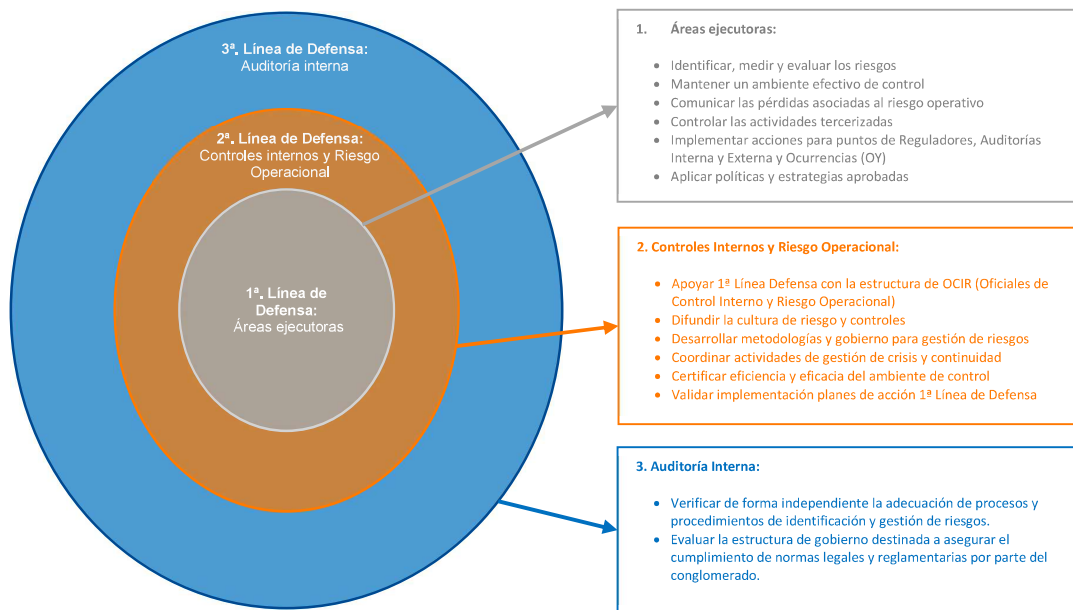 3ª. Línea de Defensa:
Auditoría interna
2ª. Línea de Defensa:
Controles internos y Riesgo
Operacional
1ª. Línea de
Defensa:
Áreas ejecutoras
1. Áreas ejecutoras:
• Identificar, medir y evaluar los riesgos
• Mantener un ambiente efectivo de control
• Comunicar las pérdidas asociadas al riesgo operativo
• Controlar las actividades tercerizadas
• Implementar acciones para puntos de Reguladores, Auditorías
Interna y Externa y Ocurrencias (OY)
• Aplicar políticas y estrategias aprobadas
2. Controles Internos y Riesgo Operacional:
• Apoyar 1ª Línea Defensa con la estructura de OCIR (Oficiales de
Control Interno y Riesgo Operacional)
• Difundir la cultura de riesgo y controles
• Desarrollar metodologías y gobierno para gestión de riesgos
• Coordinar actividades de gestión de crisis y continuidad
• Certificar eficiencia y eficacia del ambiente de control
• Validar implementación planes de acción 1ª Línea de Defensa
3. Auditoría Interna:
• Verificar de forma independiente la adecuación de procesos y
procedimientos de identificación y gestión de riesgos.
• Evaluar la estructura de gobierno destinada a asegurar el
cumplimiento de normas legales y reglamentarias por parte del
conglomerado.